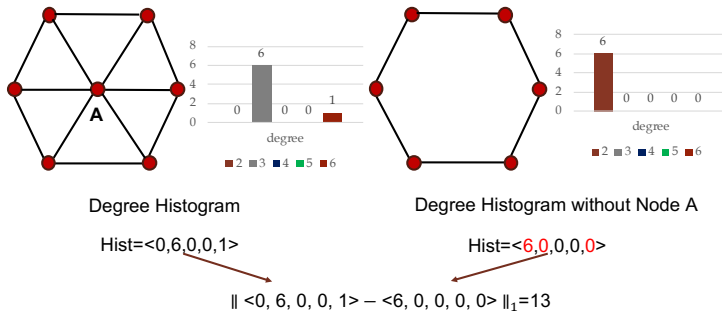 A
8
6
4
2
0
0
6
0
0
1
degree
2 3 4 5 6
8
6
4
2
0
6
0
0
0
0
degree
2 3 4 5 6
Degree Histogram
Degree Histogram without Node A
Hist=<0,6,0,0,1>
Hist=<6,0,0,0,0>
‖ <0, 6, 0, 0, 1> – <6, 0, 0, 0, 0> ‖₁=13